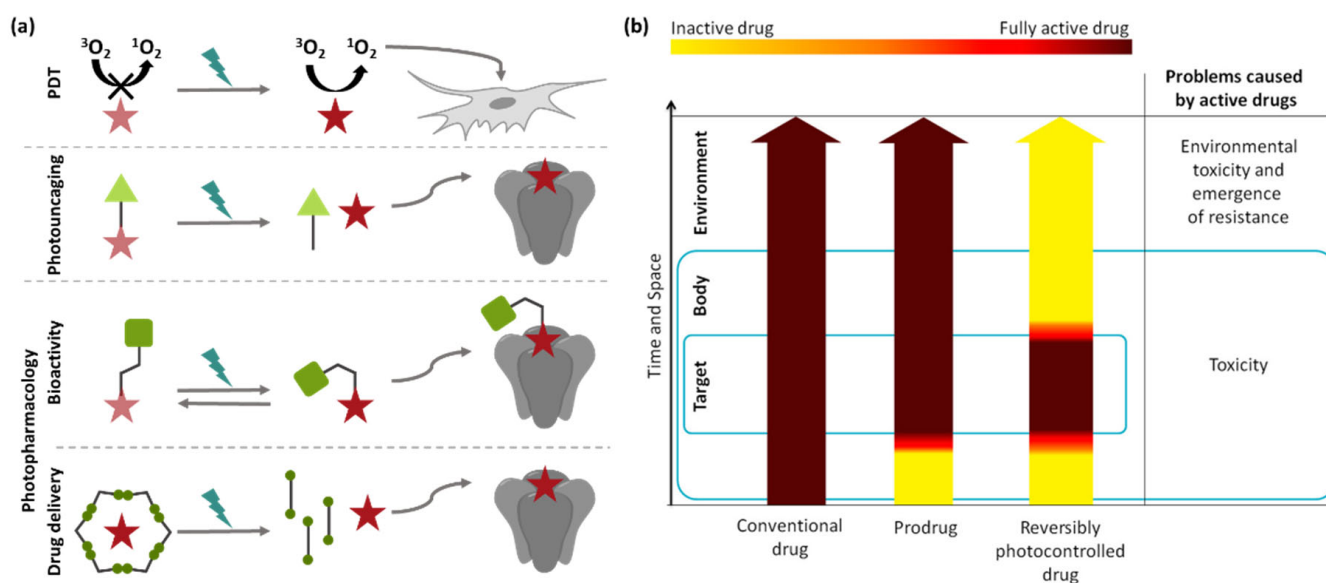 (a)
PDT
³O₂ ¹O₂
³O₂ ¹O₂
Photouncaging
Photopharmacology
Bioactivity
Drug delivery
(b)
Inactive drug
Fully active drug
Problems caused
by active drugs
Time and Space
Environment
Body
Target
Environmental
toxicity and
emergence
of resistance
Toxicity
Conventional
drug
Prodrug
Reversibly
photocontrolled
drug